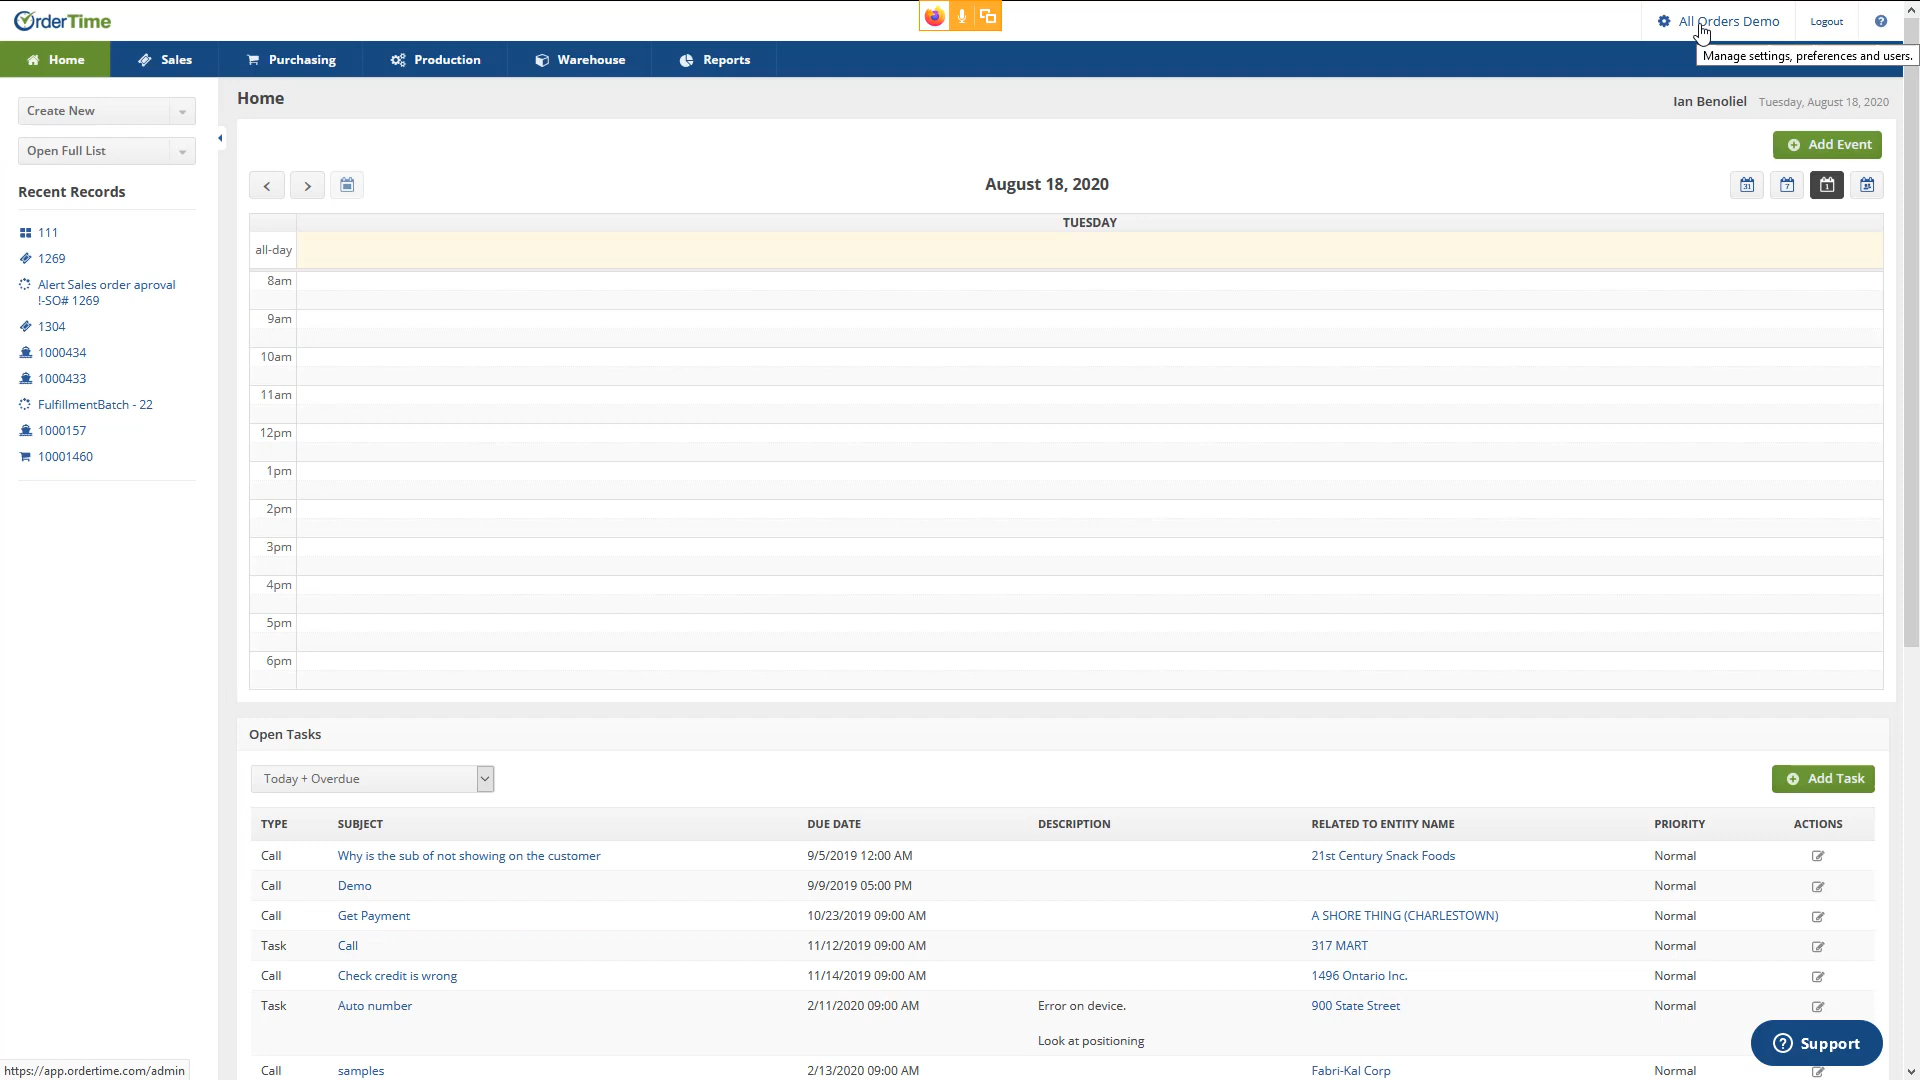 OrderTime
All Orders Demo
Logout
Manage settings, preferences and users.
Home
Sales
Purchasing
Production
Warehouse
Reports
Create New
Open Full List
Recent Records
111
1269
Alert Sales order aproval
!-SO# 1269
1304
1000434
1000433
FulfillmentBatch - 22
1000157
10001460
Home
Ian Benoliel Tuesday, August 18, 2020
Add Event
August 18, 2020
31
7
1
TUESDAY
all-day
8am
9am
10am
11am
12pm
1pm
2pm
3pm
4pm
5pm
6pm
Open Tasks
Today + Overdue
Add Task
TYPE SUBJECT DUE DATE DESCRIPTION RELATED TO ENTITY NAME PRIORITY ACTIONS
Call Why is the sub of not showing on the customer 9/5/2019 12:00 AM 21st Century Snack Foods Normal
Call Demo 9/9/2019 05:00 PM Normal
Call Get Payment 10/23/2019 09:00 AM A SHORE THING (CHARLESTOWN) Normal
Task Call 11/12/2019 09:00 AM 317 MART Normal
Call Check credit is wrong 11/14/2019 09:00 AM 1496 Ontario Inc. Normal
Task Auto number 2/11/2020 09:00 AM Error on device. 900 State Street Normal
Look at positioning
Call samples 2/13/2020 09:00 AM Fabri-Kal Corp Normal
Support
https://app.ordertime.com/admin